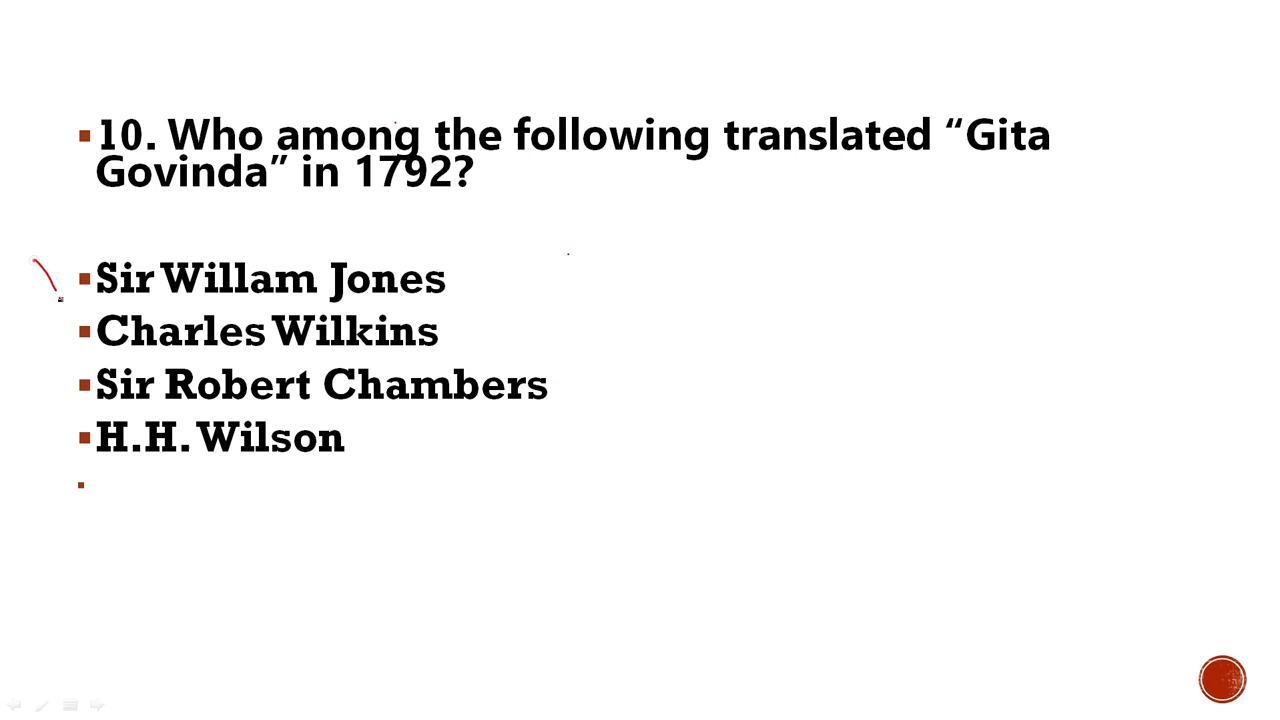 10. Who among the following translated “Gita
Govinda” in 1792?
Sir Willam Jones
Charles Wilkins
Sir Robert Chambers
H.H. Wilson